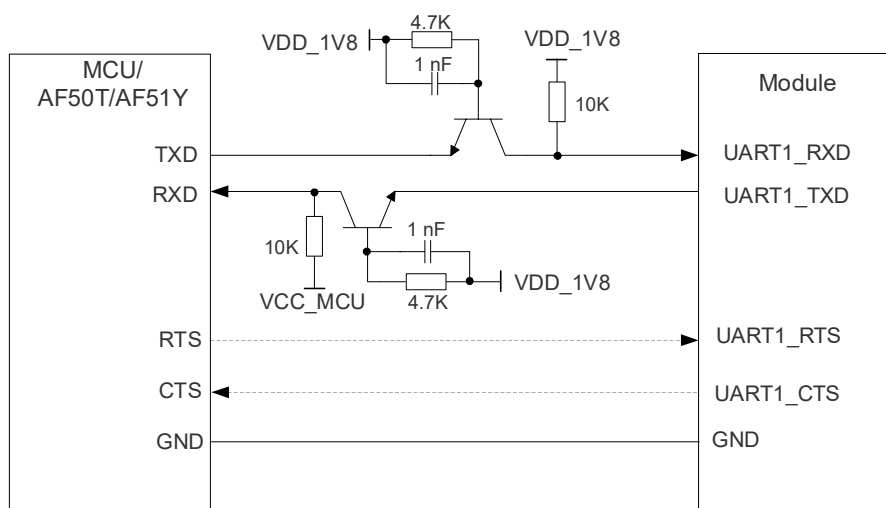 4.7K
VDD_1V8
1 nF
VDD_1V8
10K
MCU/
AF50T/AF51Y
Module
TXD
UART1_RXD
RXD
UART1_TXD
10K
1 nF
VCC_MCU
4.7K
VDD_1V8
RTS
UART1_RTS
CTS
UART1_CTS
GND
GND